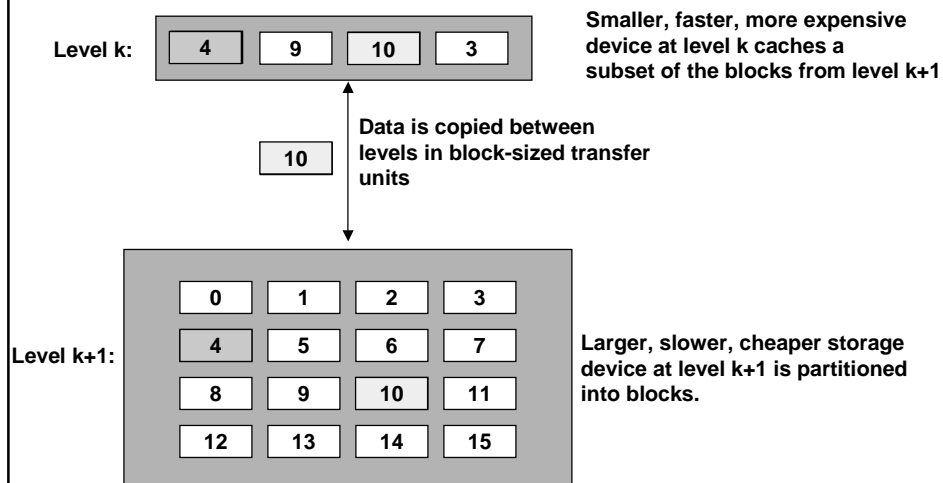 Smaller, faster, more expensive
device at level k caches a
subset of the blocks from level k+1
Level k:
4 9 10 3
Data is copied between
levels in block-sized transfer
units
10
Level k+1:
0 1 2 3
4 5 6 7
8 9 10 11
12 13 14 15
Larger, slower, cheaper storage
device at level k+1 is partitioned
into blocks.